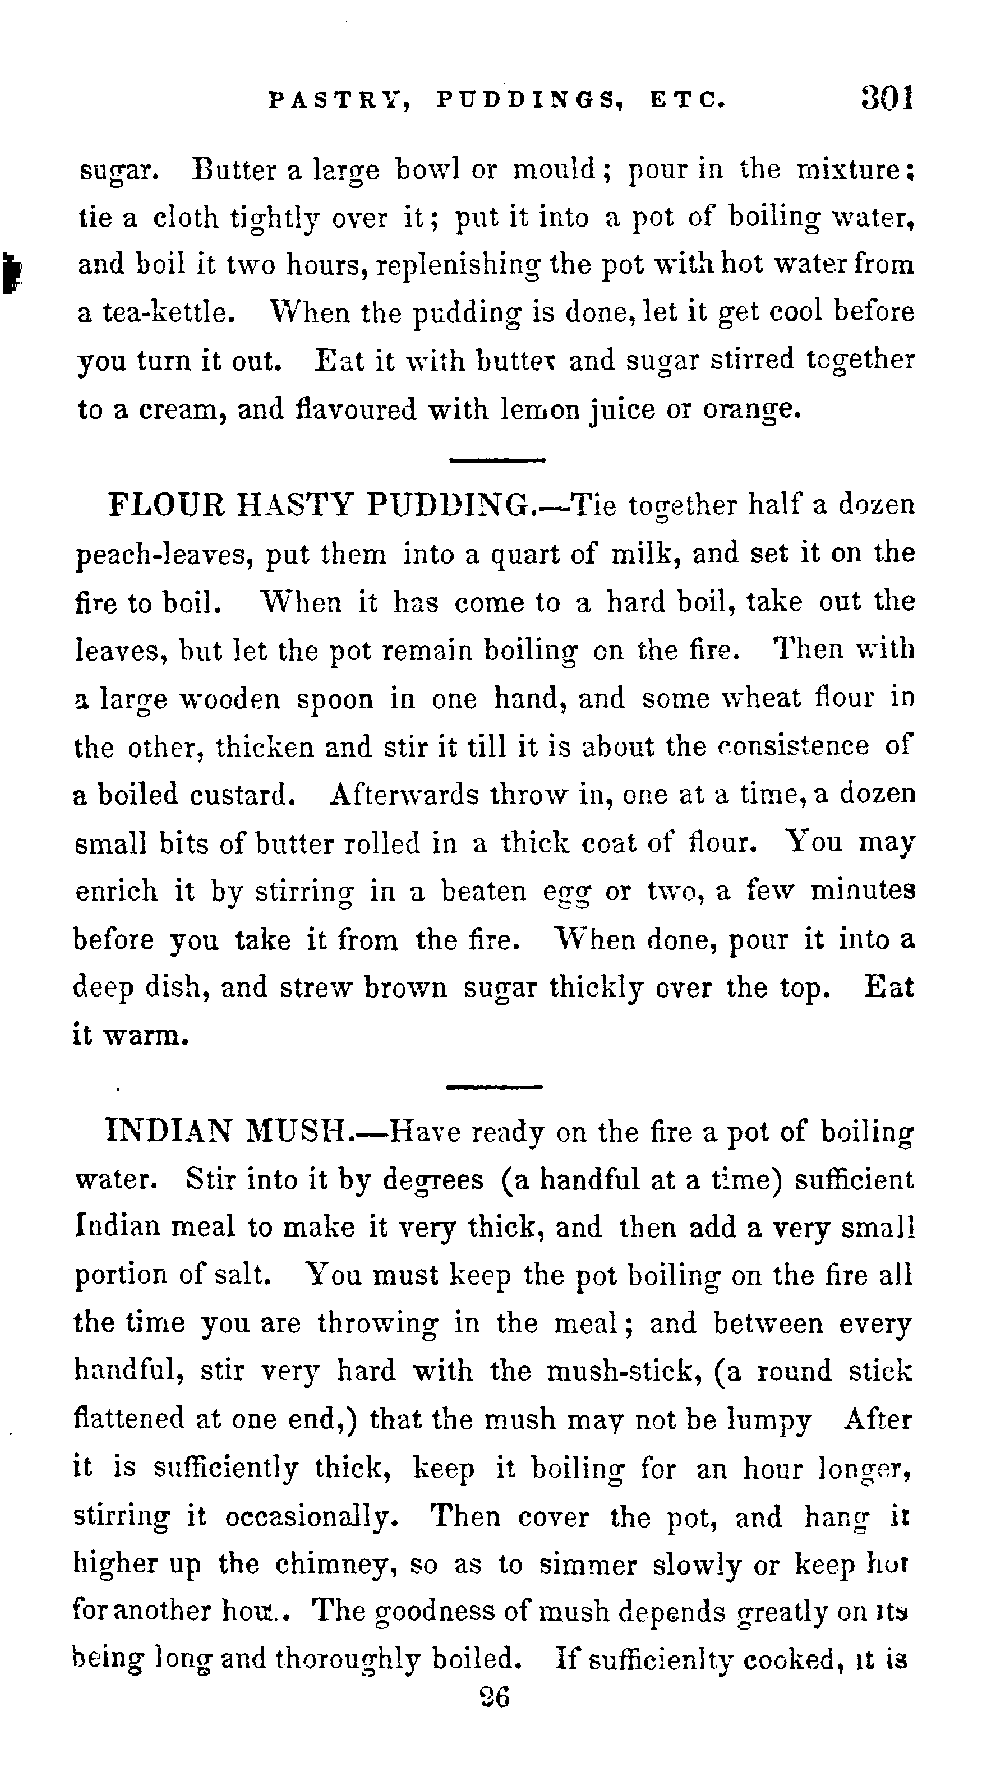 PASTRY, PUDDINGS, ETC. 301
sugar. Butter a large bowl or mould; pour in the mixture;
tie a cloth tightly over it; put it into a pot of boiling water,
and boil it two hours, replenishing the pot with hot water from
a tea-kettle. When the pudding is done, let it get cool before
you turn it out. Eat it with butter and sugar stirred together
to a cream, and flavoured with lemon juice or orange.
FLOUR HASTY PUDDING.—Tie together half a dozen
peach-leaves, put them into a quart of milk, and set it on the
fire to boil. When it has come to a hard boil, take out the
leaves, but let the pot remain boiling on the fire. Then with
a large wooden spoon in one hand, and some wheat flour in
the other, thicken and stir it till it is about the consistence of
a boiled custard. Afterwards throw in, one at a time, a dozen
small bits of butter rolled in a thick coat of flour. You may
enrich it by stirring in a beaten egg or two, a few minutes
before you take it from the fire. When done, pour it into a
deep dish, and strew brown sugar thickly over the top. Eat
it warm.
INDIAN MUSH.—Have ready on the fire a pot of boiling
water. Stir into it by degrees (a handful at a time) sufficient
Indian meal to make it very thick, and then add a very small
portion of salt. You must keep the pot boiling on the fire all
the time you are throwing in the meal; and between every
handful, stir very hard with the mush-stick, (a round stick
flattened at one end,) that the mush may not be lumpy After
it is sufficiently thick, keep it boiling for an hour longer,
stirring it occasionally. Then cover the pot, and hang it
higher up the chimney, so as to simmer slowly or keep hot
for another hour. The goodness of mush depends greatly on its
being long and thoroughly boiled. If sufficienlty cooked, it is
26